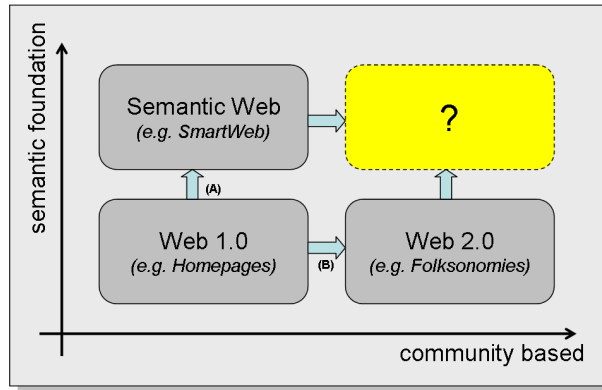 semantic foundation
Semantic Web
(e.g. SmartWeb)
?
(A)
Web 1.0
(e.g. Homepages)
(B)
Web 2.0
(e.g. Folksonomies)
community based